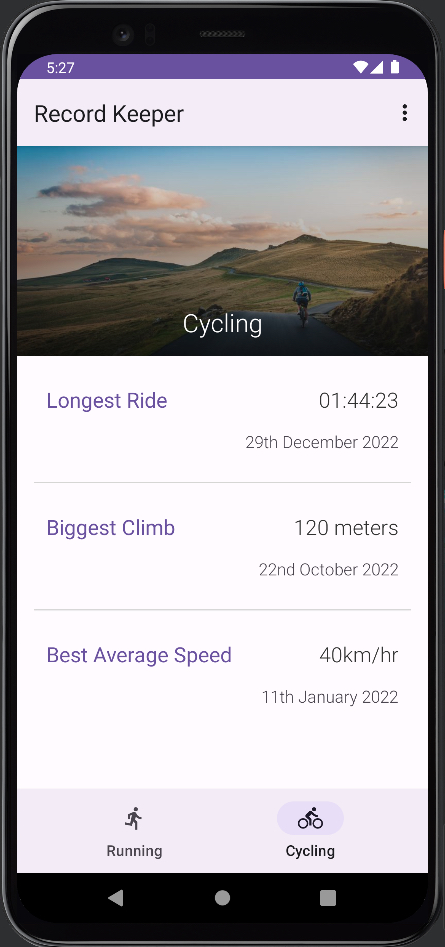 5:27
Record Keeper
Cycling
Longest Ride 01:44:23
29th December 2022
Biggest Climb 120 meters
22nd October 2022
Best Average Speed 40km/hr
11th January 2022
Running Cycling